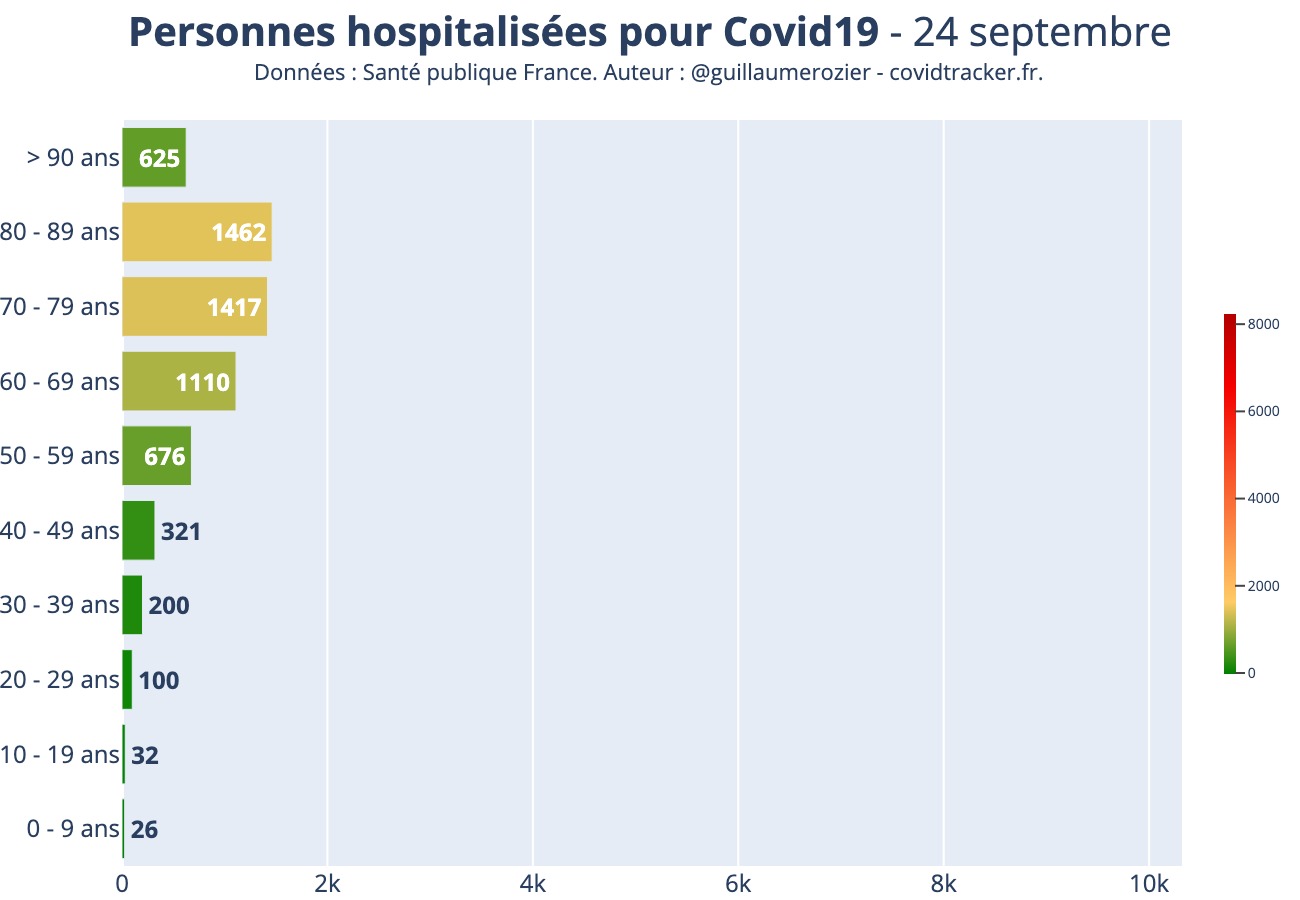 Personnes hospitalisées pour Covid19 - 24 septembre
Données : Santé publique France. Auteur : @guillaumerozier - covidtracker.fr.
> 90 ans 625
80 - 89 ans 1462
70 - 79 ans 1417
60 - 69 ans 1110
50 - 59 ans 676
40 - 49 ans 321
30 - 39 ans 200
20 - 29 ans 100
10 - 19 ans 32
0 - 9 ans 26
0 2k 4k 6k 8k 10k
8000
6000
4000
2000
0